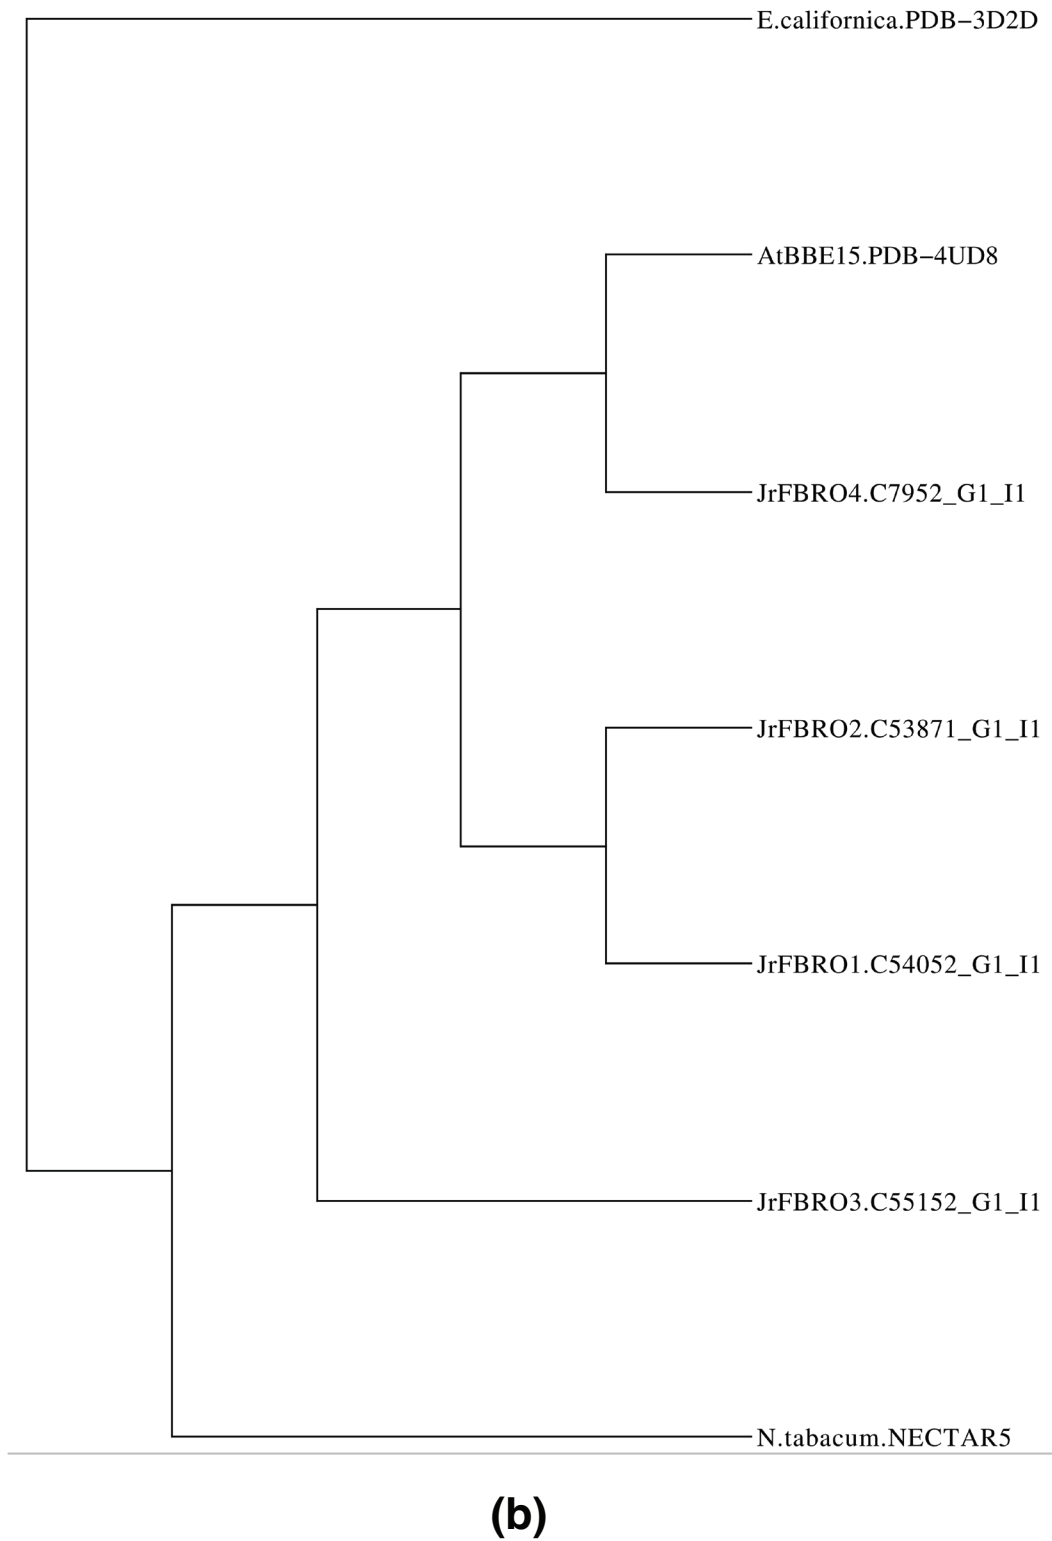 E.californica.PDB−3D2D
AtBBE15.PDB−4UD8
JrFBRO4.C7952_G1_I1
JrFBRO2.C53871_G1_I1
JrFBRO1.C54052_G1_I1
JrFBRO3.C55152_G1_I1
N.tabacum.NECTAR5
(b)